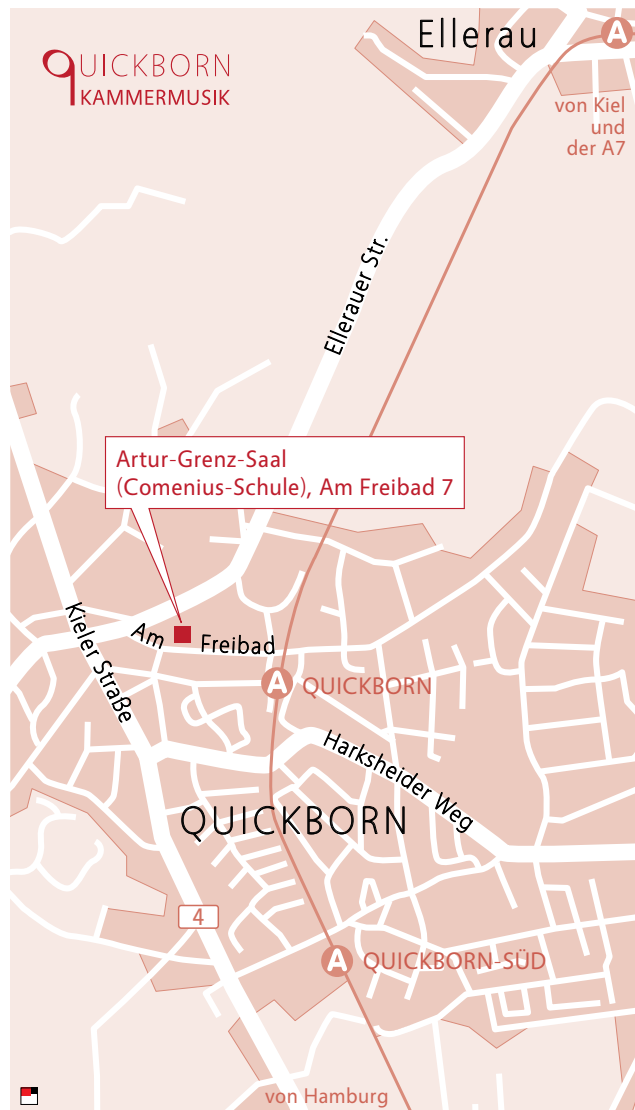 Ellerau
A
QUICKBORN
KAMMERMUSIK
von Kiel
und
der A7
Ellerauer Str.
Artur-Grenz-Saal
(Comenius-Schule), Am Freibad 7
Kieler Straße
Am Freibad
A QUICKBORN
Harksheider Weg
QUICKBORN
4
A QUICKBORN-SÜD
von Hamburg